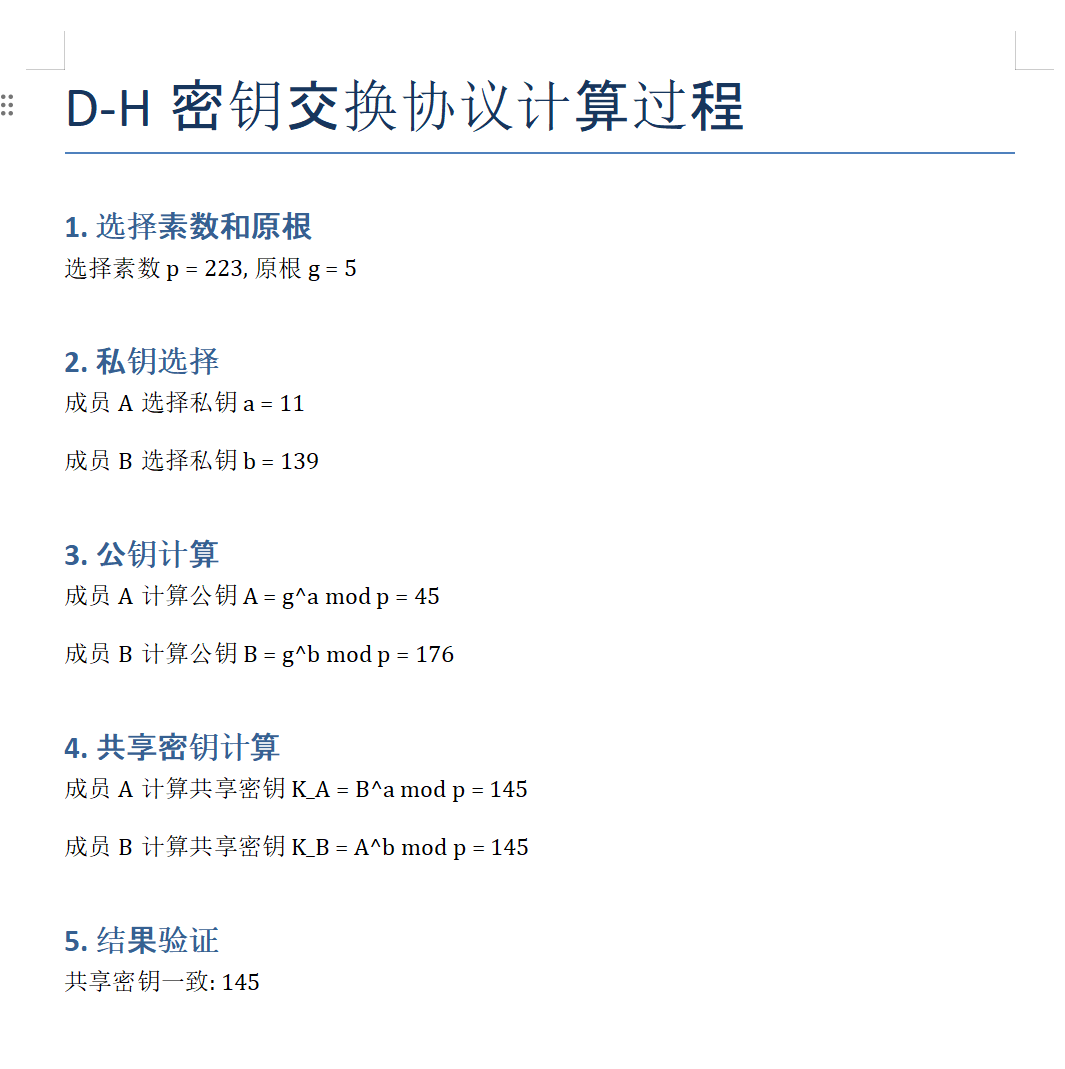 D-H 密钥交换协议计算过程
1. 选择素数和原根
选择素数 p = 223, 原根 g = 5
2. 私钥选择
成员 A 选择私钥 a = 11
成员 B 选择私钥 b = 139
3. 公钥计算
成员 A 计算公钥 A = g^a mod p = 45
成员 B 计算公钥 B = g^b mod p = 176
4. 共享密钥计算
成员 A 计算共享密钥 K_A = B^a mod p = 145
成员 B 计算共享密钥 K_B = A^b mod p = 145
5. 结果验证
共享密钥一致: 145